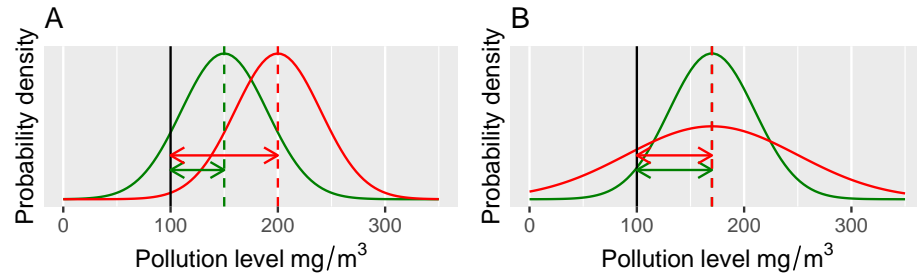 A
Probability density
0 100 200 300
Pollution level mg/m³
B
Probability density
0 100 200 300
Pollution level mg/m³